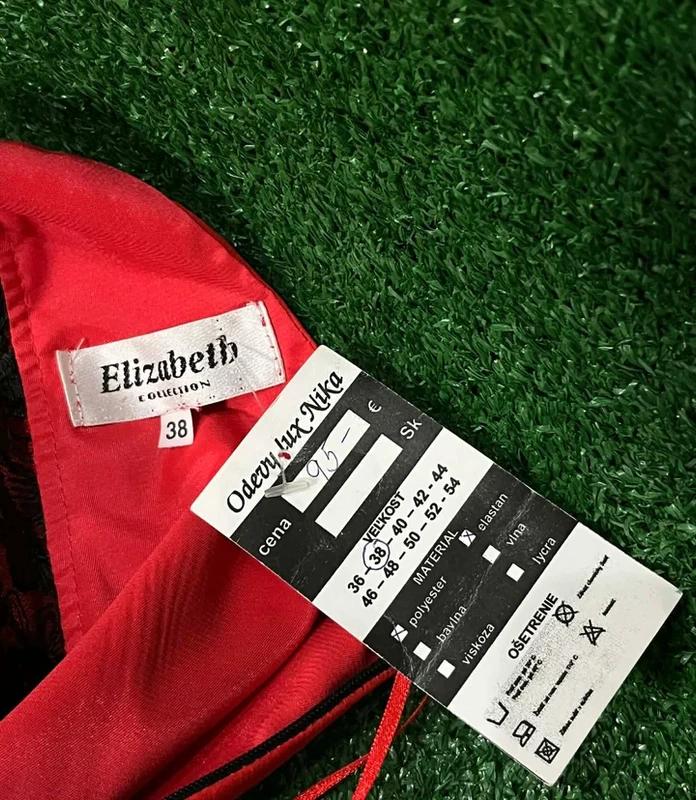 Elizabeth
COLLECTION
38
Odevy lux Nika
cena 95- €
Sk
VEĽKOSŤ
36 - 38 - 40 - 42 - 44
46 - 48 - 50 - 52 - 54
MATERIAL
polyester elastan
bavlna vlna
viskoza lycra
OŠETRENIE